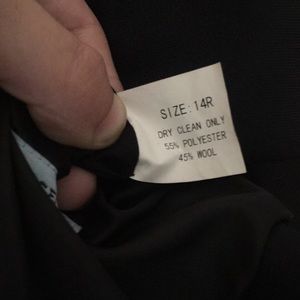 SIZE: 14R
DRY CLEAN ONLY
55% POLYESTER
45% WOOL